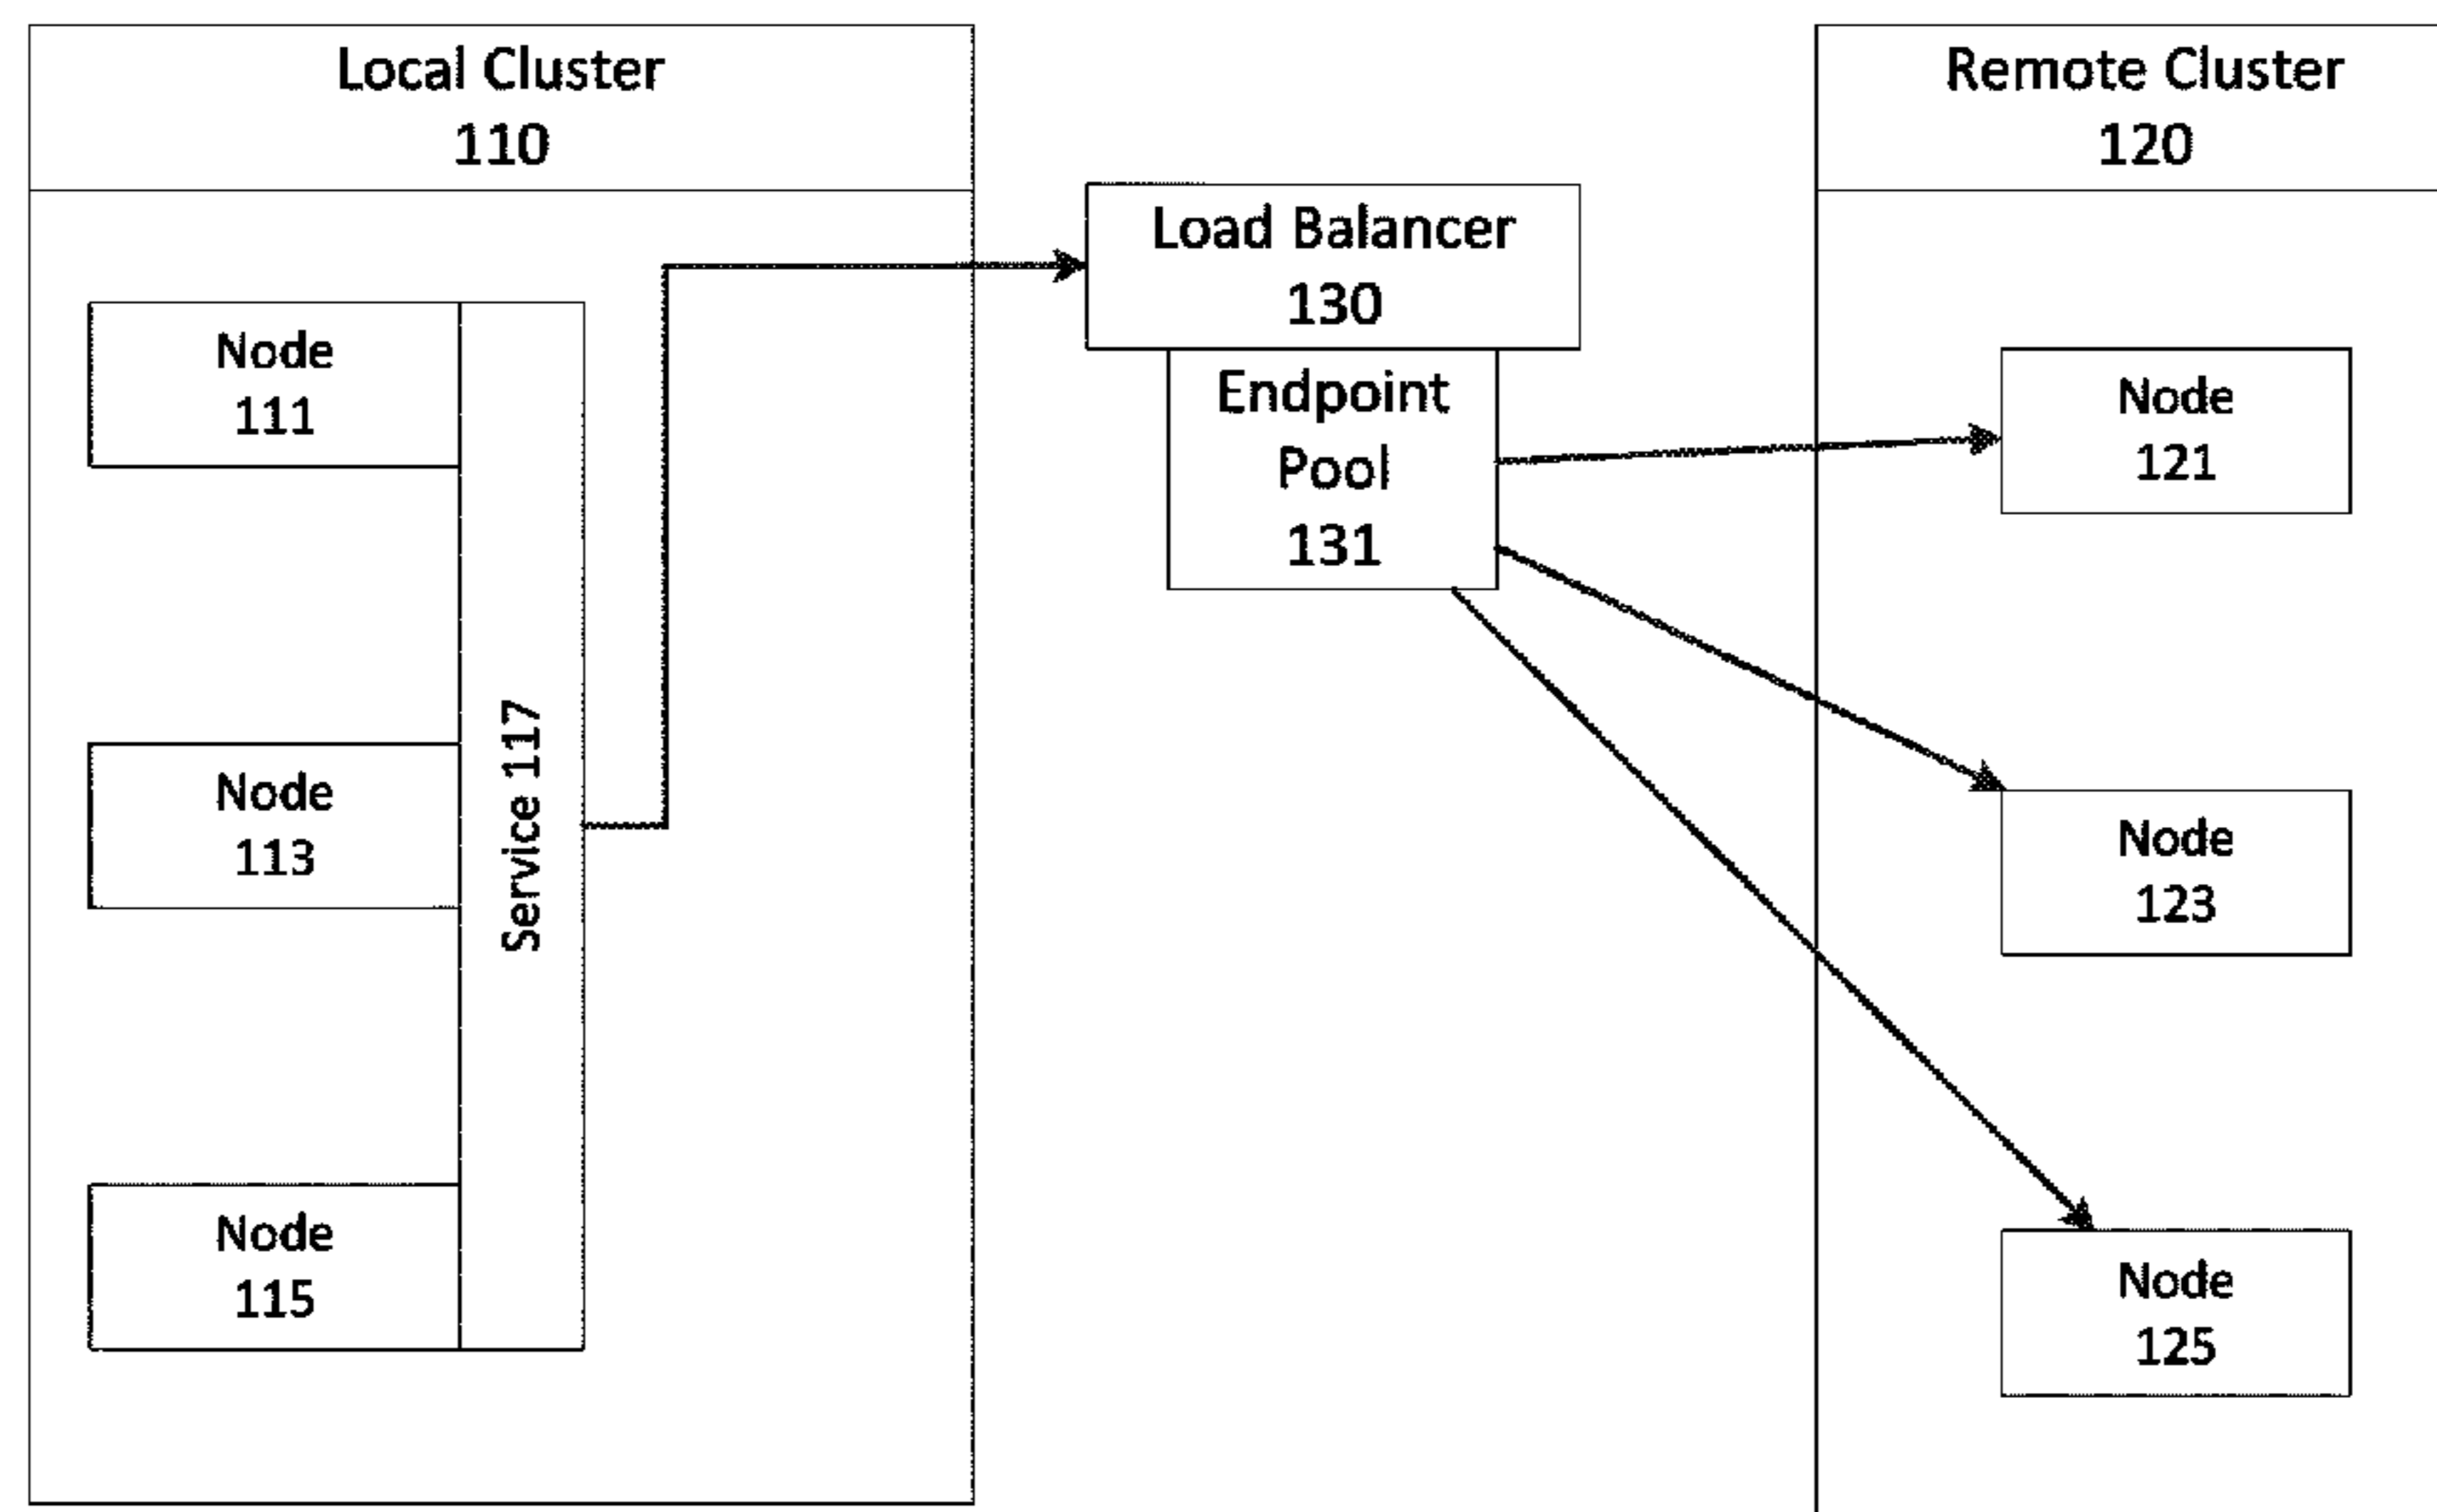 Local Cluster
110
Node
111
Node
113
Node
115
Service 117
Load Balancer
130
Endpoint
Pool
131
Remote Cluster
120
Node
121
Node
123
Node
125